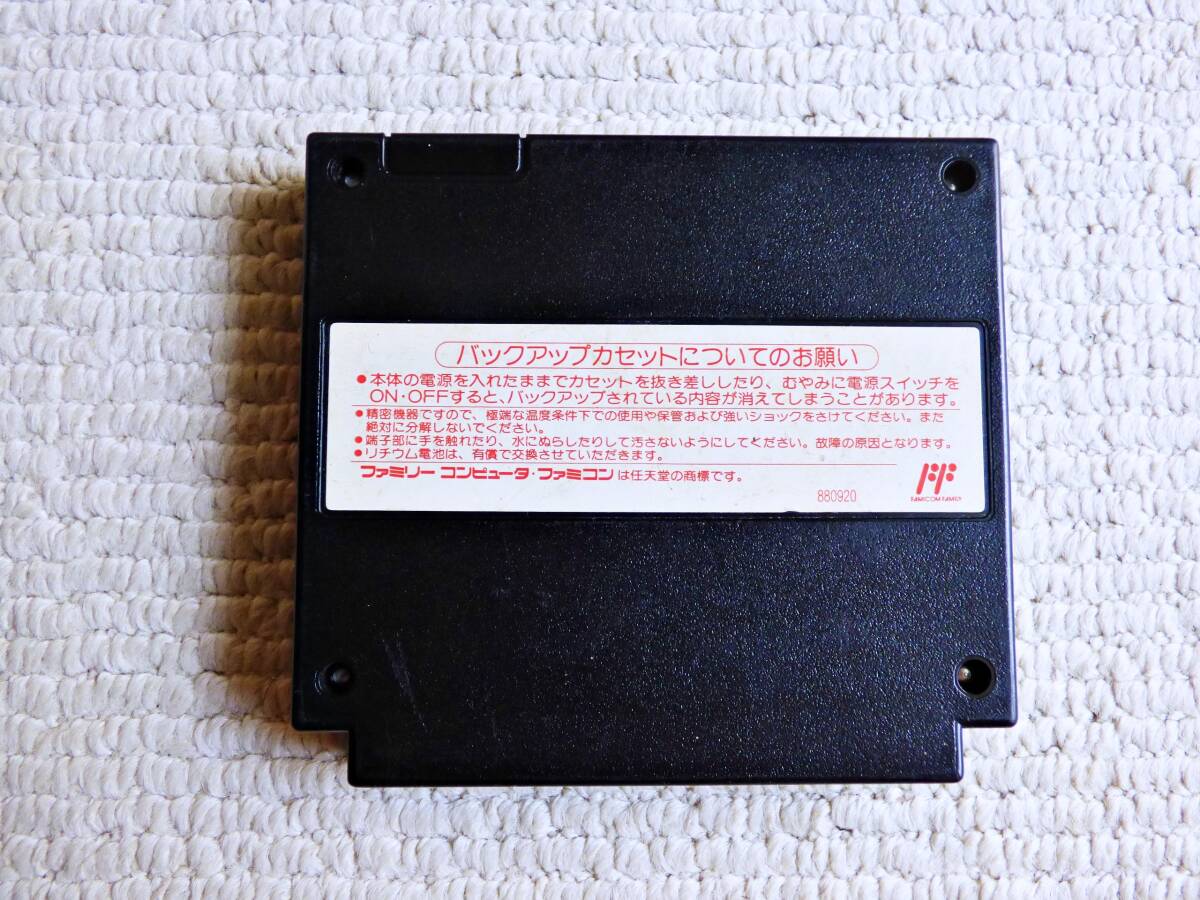 バックアップカセットについてのお願い
●本体の電源を入れたままでカセットを抜き差ししたり、むやみに電源スイッチを
ON・OFFすると、バックアップされている内容が消えてしまうことがあります。
●精密機器ですので、極端な温度条件下での使用や保管および強いショックをさけてください。また
絶対に分解しないでください。
●端子部に手を触れたり、水にぬらしたりして汚さないようにしてください。故障の原因となります。
●リチウム電池は、有償で交換させていただきます。
ファミリー コンピュータ・ファミコンは任天堂の商標です。
880920
FAMICOM FAMILY